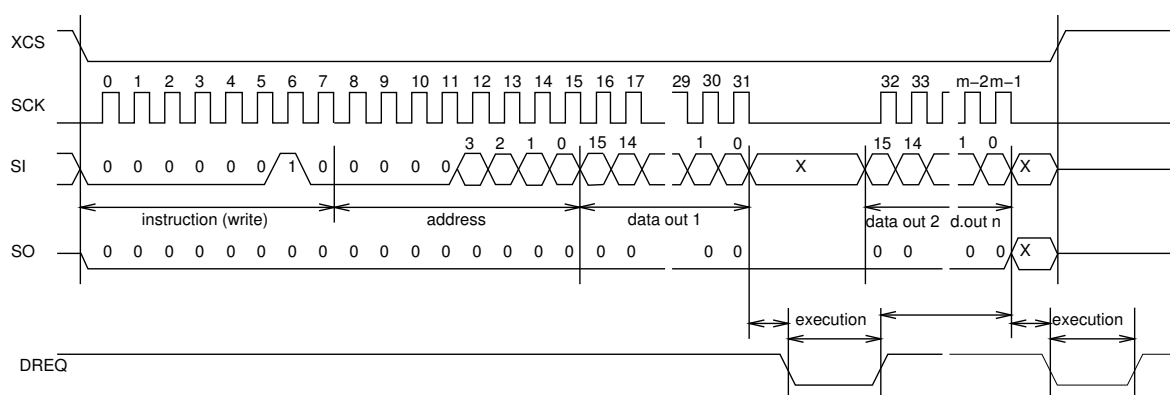 XCS
0 1 2 3 4 5 6 7 8 9 10 11 12 13 14 15 16 17 29 30 31 32 33 m-2 m-1
SCK
3 2 1 0 15 14 1 0 15 14 1 0
SI 0 0 0 0 0 0 1 0 0 0 0 0 X X
instruction (write) address data out 1 data out 2 d.out n
SO 0 0 0 0 0 0 0 0 0 0 0 0 0 0 0 0 0 0 0 0 0 0 0 0 X
execution execution
DREQ